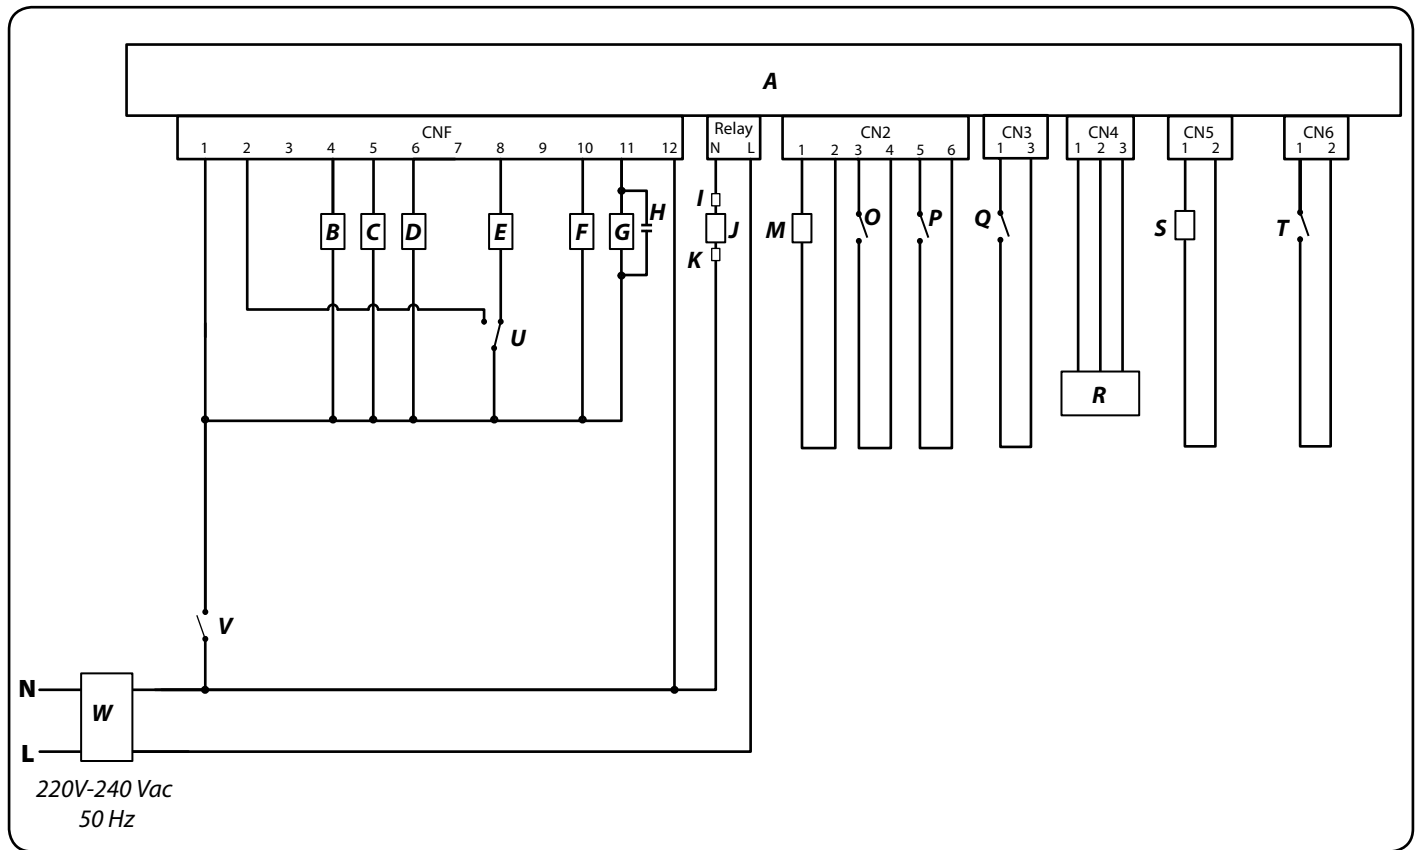 A
CNF Relay CN2 CN3 CN4 CN5 CN6
1 2 3 4 5 6 7 8 9 10 11 12 N L 1 2 3 4 5 6 1 3 1 2 3 1 2 1 2
B C D E F G H I J K M O P Q R S T
U
V
N
W
L
220V-240 Vac
50 Hz